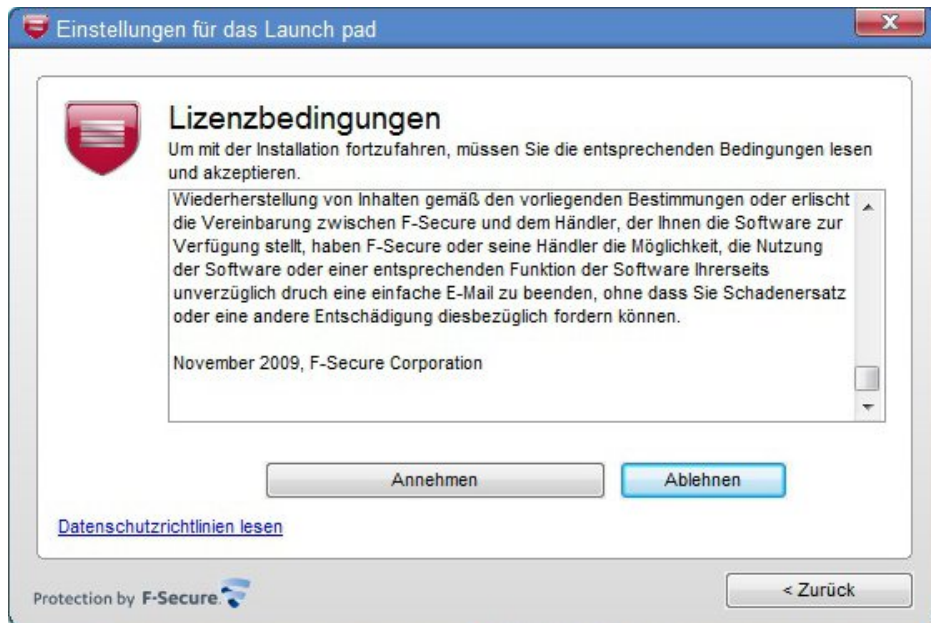 Einstellungen für das Launch pad
Lizenzbedingungen
Um mit der Installation fortzufahren, müssen Sie die entsprechenden Bedingungen lesen
und akzeptieren.
Wiederherstellung von Inhalten gemäß den vorliegenden Bestimmungen oder erlischt
die Vereinbarung zwischen F-Secure und dem Händler, der Ihnen die Software zur
Verfügung stellt, haben F-Secure oder seine Händler die Möglichkeit, die Nutzung
der Software oder einer entsprechenden Funktion der Software Ihrerseits
unverzüglich druch eine einfache E-Mail zu beenden, ohne dass Sie Schadenersatz
oder eine andere Entschädigung diesbezüglich fordern können.
November 2009, F-Secure Corporation
Annehmen
Ablehnen
Datenschutzrichtlinien lesen
Protection by F-Secure.
< Zurück